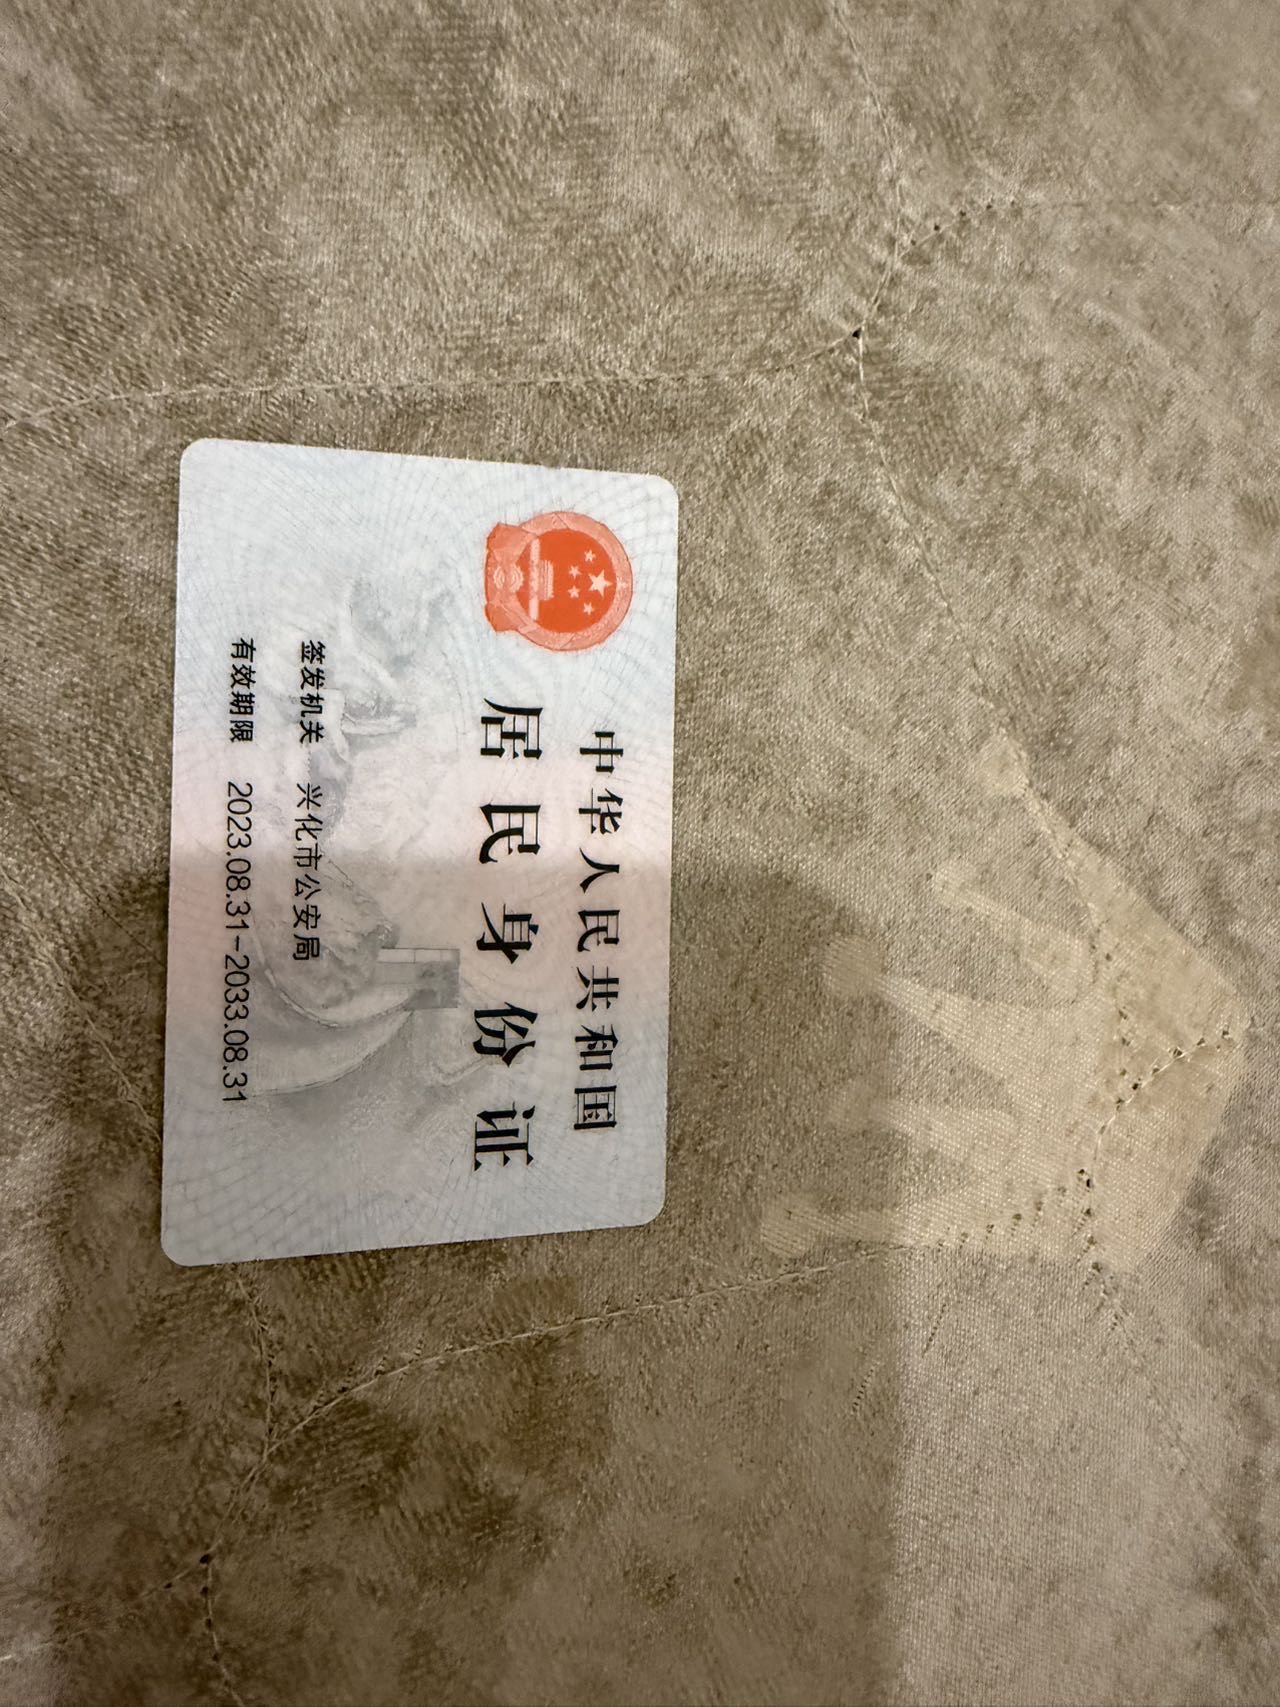 中华人民共和国
居民身份证
签发机关 兴化市公安局
有效期限 2023.08.31-2033.08.31